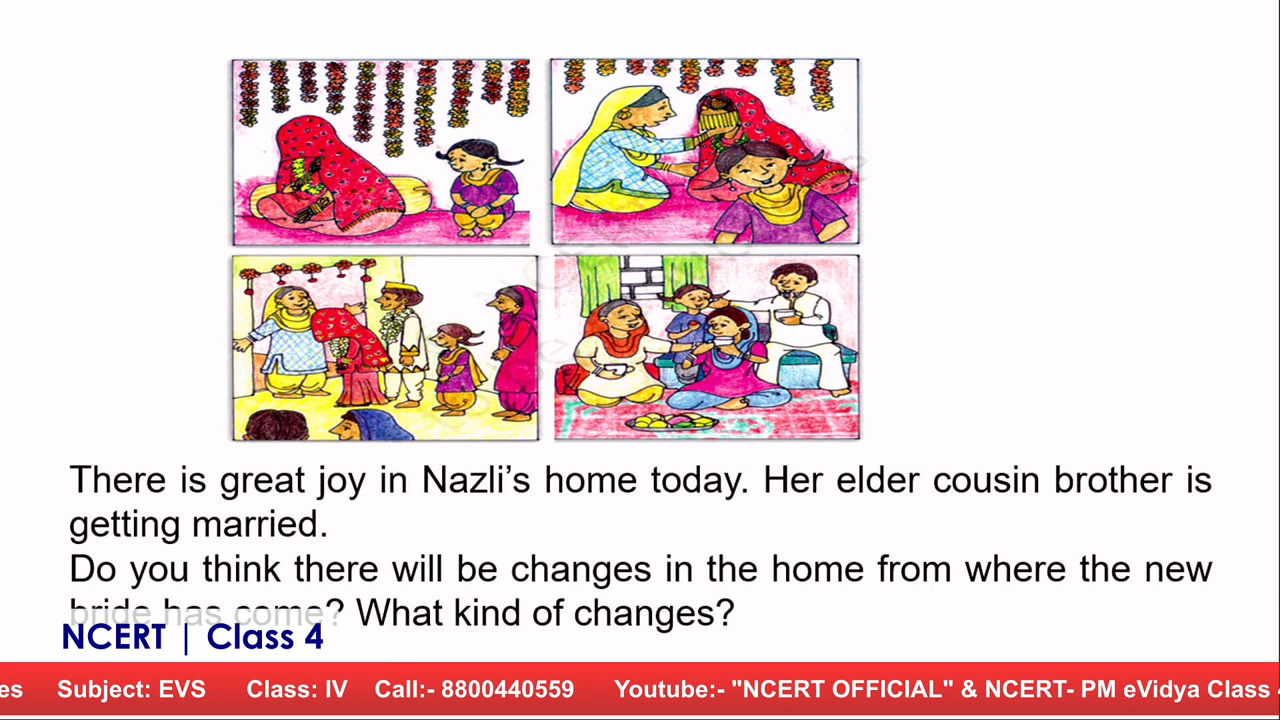 There is great joy in Nazli's home today. Her elder cousin brother is
getting married.
Do you think there will be changes in the home from where the new
bride has come? What kind of changes?
NCERT | Class 4
es Subject: EVS Class: IV Call:- 8800440559 Youtube:- "NCERT OFFICIAL" & NCERT- PM eVidya Class